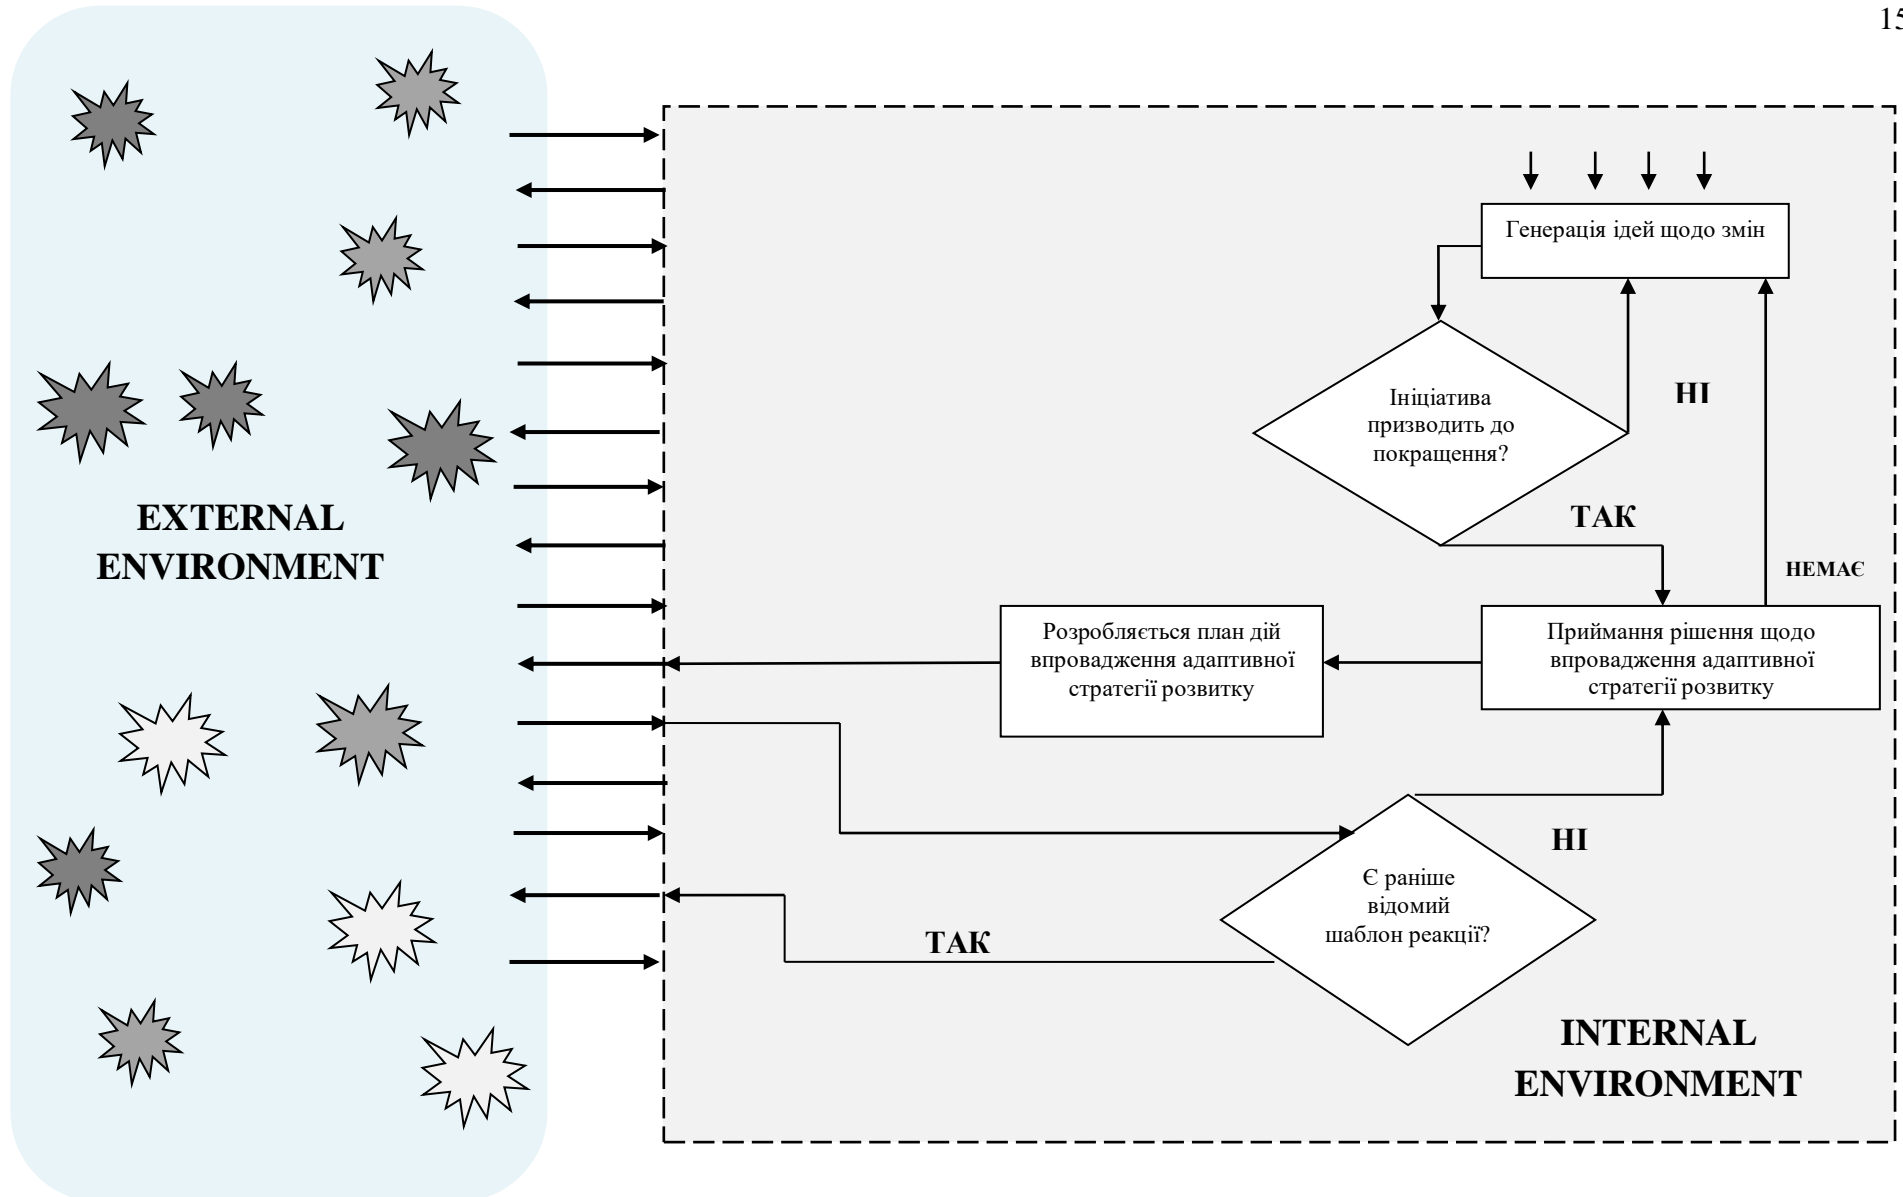 15
Генерація ідей щодо змін
Ініціатива
призводить до
покращення?
НІ
ТАК
EXTERNAL
ENVIRONMENT
НЕМАЄ
Розробляється план дій
впровадження адаптивної
стратегії розвитку
Приймання рішення щодо
впровадження адаптивної
стратегії розвитку
НІ
Є раніше
відомий
шаблон реакції?
ТАК
INTERNAL
ENVIRONMENT